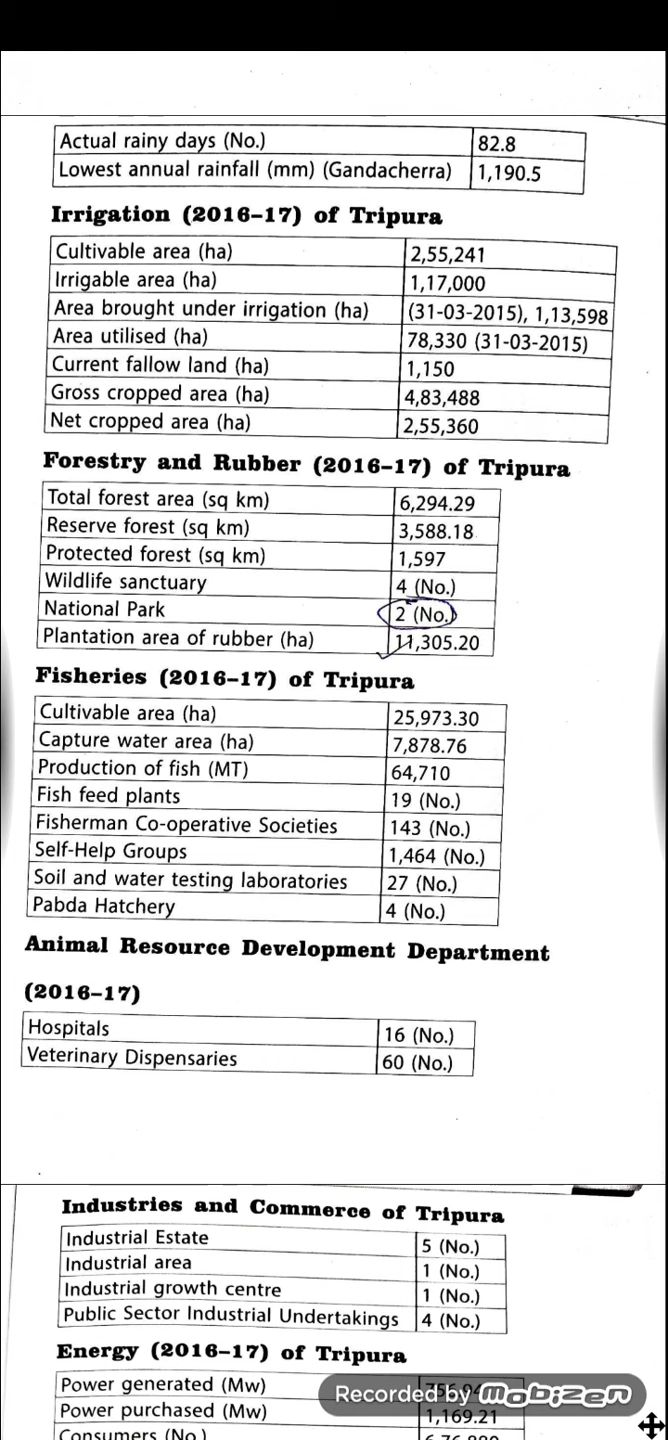 Actual rainy days (No.) 82.8
Lowest annual rainfall (mm) (Gandacherra) 1,190.5
Irrigation (2016–17) of Tripura
Cultivable area (ha) 2,55,241
Irrigable area (ha) 1,17,000
Area brought under irrigation (ha) (31-03-2015), 1,13,598
Area utilised (ha) 78,330 (31-03-2015)
Current fallow land (ha) 1,150
Gross cropped area (ha) 4,83,488
Net cropped area (ha) 2,55,360
Forestry and Rubber (2016–17) of Tripura
Total forest area (sq km) 6,294.29
Reserve forest (sq km) 3,588.18
Protected forest (sq km) 1,597
Wildlife sanctuary 4 (No.)
National Park 2 (No.)
Plantation area of rubber (ha) 11,305.20
Fisheries (2016–17) of Tripura
Cultivable area (ha) 25,973.30
Capture water area (ha) 7,878.76
Production of fish (MT) 64,710
Fish feed plants 19 (No.)
Fisherman Co-operative Societies 143 (No.)
Self-Help Groups 1,464 (No.)
Soil and water testing laboratories 27 (No.)
Pabda Hatchery 4 (No.)
Animal Resource Development Department
(2016–17)
Hospitals 16 (No.)
Veterinary Dispensaries 60 (No.)
Industries and Commerce of Tripura
Industrial Estate 5 (No.)
Industrial area 1 (No.)
Industrial growth centre 1 (No.)
Public Sector Industrial Undertakings 4 (No.)
Energy (2016–17) of Tripura
Power generated (Mw)
Recorded by mobizen
Power purchased (Mw) 1,169.21
Consumers (No.)